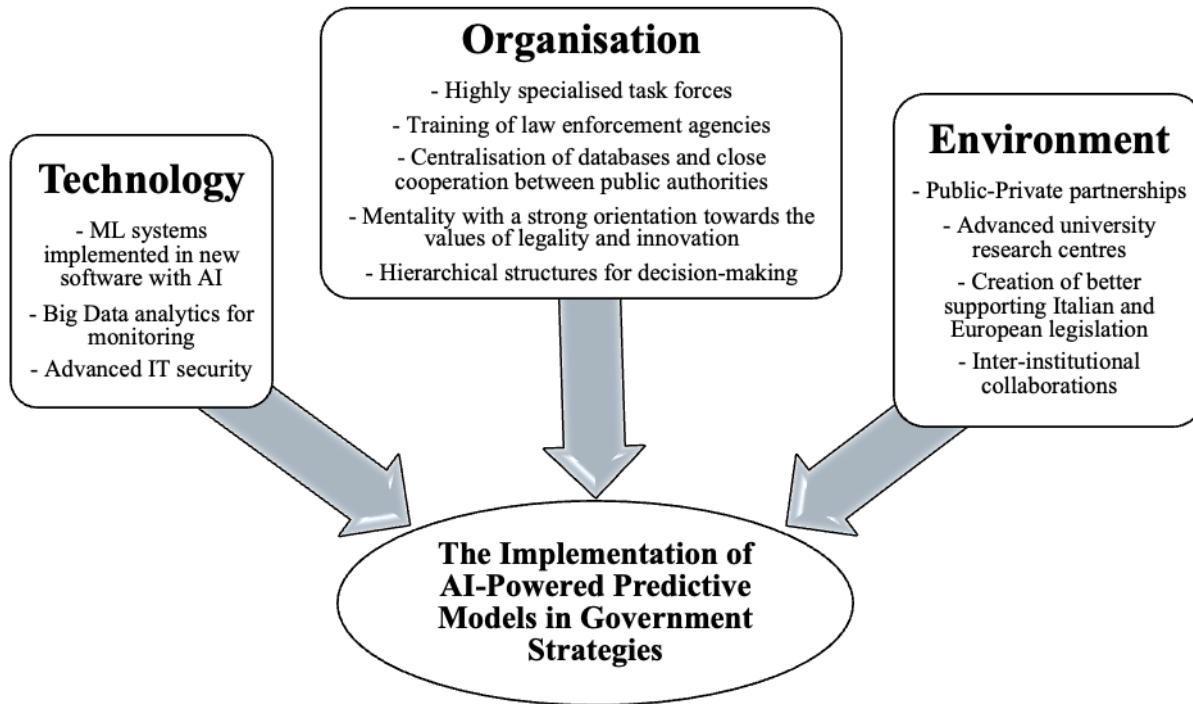 Technology
- ML systems
implemented in new
software with AI
- Big Data analytics for
monitoring
- Advanced IT security
Organisation
- Highly specialised task forces
- Training of law enforcement agencies
- Centralisation of databases and close
cooperation between public authorities
- Mentality with a strong orientation towards the
values of legality and innovation
- Hierarchical structures for decision-making
Environment
- Public-Private partnerships
- Advanced university
research centres
- Creation of better
supporting Italian and
European legislation
- Inter-institutional
collaborations
The Implementation of
AI-Powered Predictive
Models in Government
Strategies